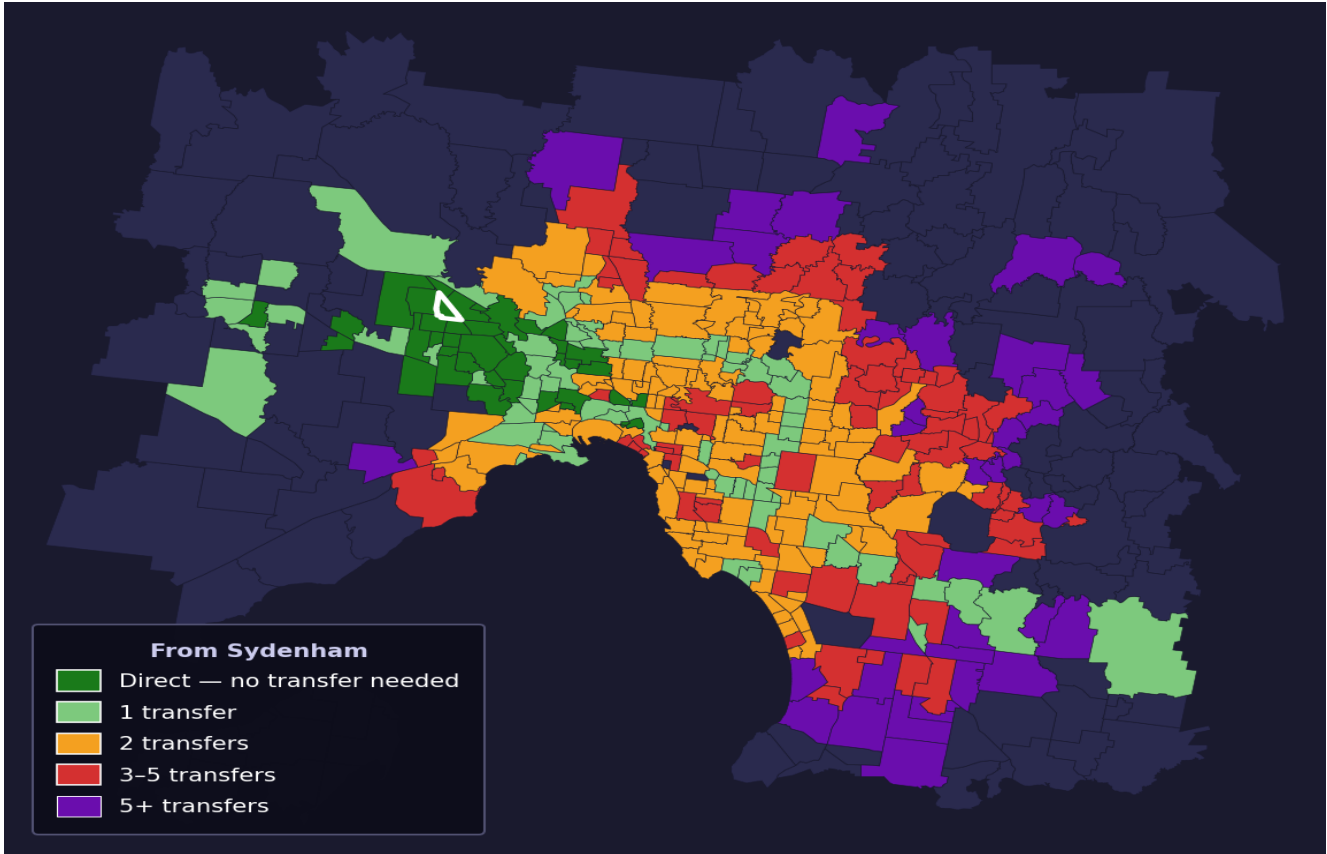 From Sydenham
Direct — no transfer needed
1 transfer
2 transfers
3–5 transfers
5+ transfers